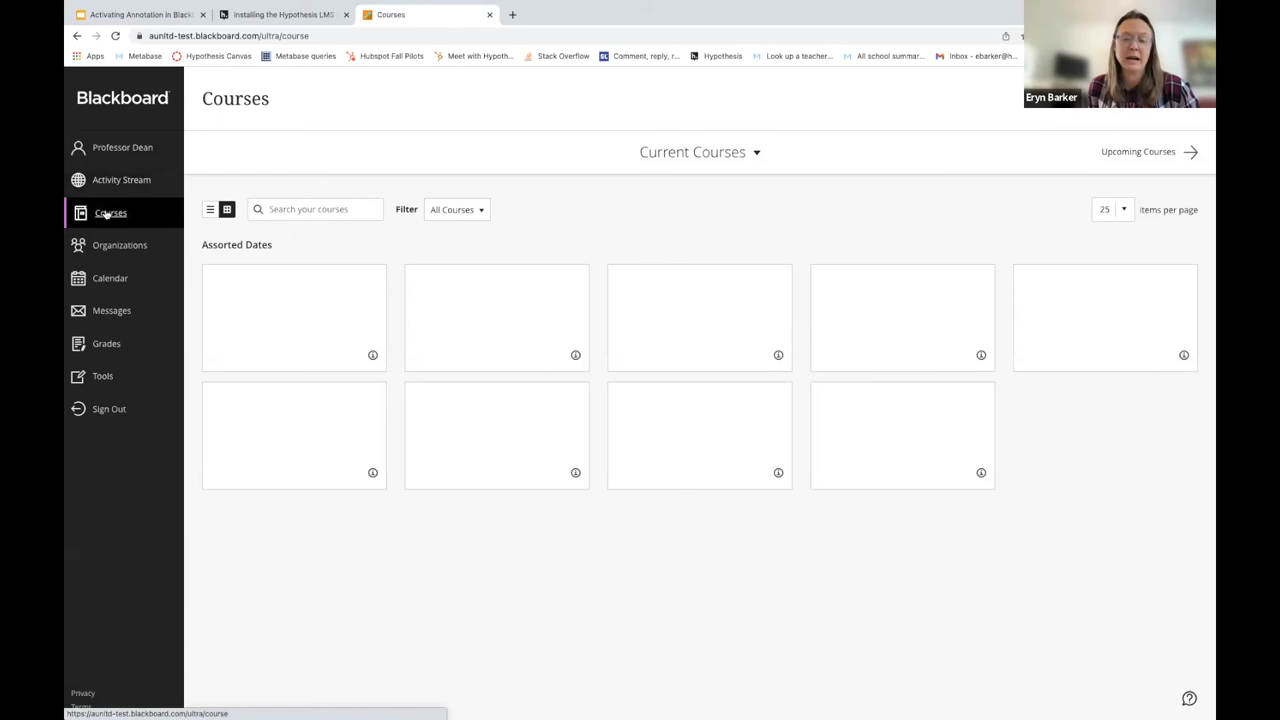 Activating Annotation in Black
Installing the Hypothesis LMS
Courses
aunltd-test.blackboard.com/ultra/course
Apps
Metabase
Hypothesis Canvas
Metabase queries
Hubspot Fall Pilots
Meet with Hypoth...
Stack Overflow
Comment, reply, r...
Hypothesis
Look up a teacher...
All school summar...
Inbox - ebarker@h...
Eryn Barker
Blackboard
Courses
Professor Dean
Current Courses
Upcoming Courses
Activity Stream
Courses
Search your courses
Filter
All Courses
25
items per page
Organizations
Assorted Dates
Calendar
Messages
Grades
Tools
Sign Out
Privacy
Terms
https://aunltd-test.blackboard.com/ultra/course